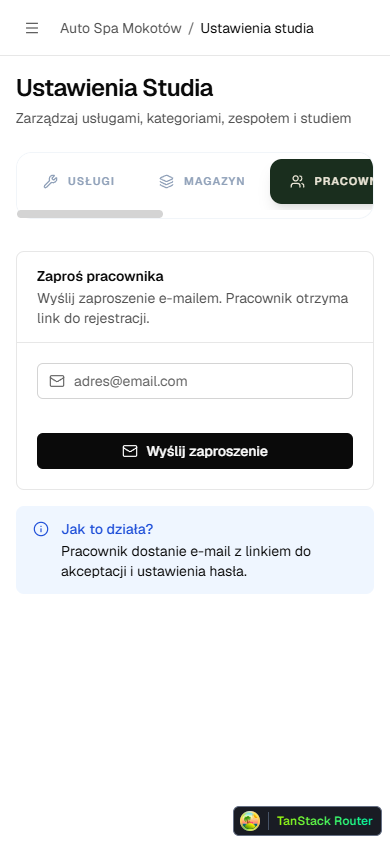 Auto Spa Mokotów / Ustawienia studia
Ustawienia Studia
Zarządzaj usługami, kategoriami, zespołem i studiem
USŁUGI MAGAZYN PRACOWN
Zaproś pracownika
Wyślij zaproszenie e-mailem. Pracownik otrzyma
link do rejestracji.
adres@email.com
Wyślij zaproszenie
Jak to działa?
Pracownik dostanie e-mail z linkiem do
akceptacji i ustawienia hasła.
TanStack Router